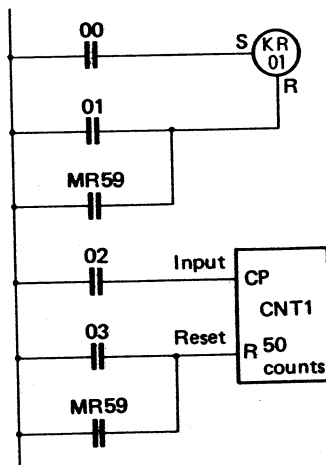 00
S KR
01
R
01
MR59
02
Input
CP
CNT1
03
Reset
R 50
counts
MR59